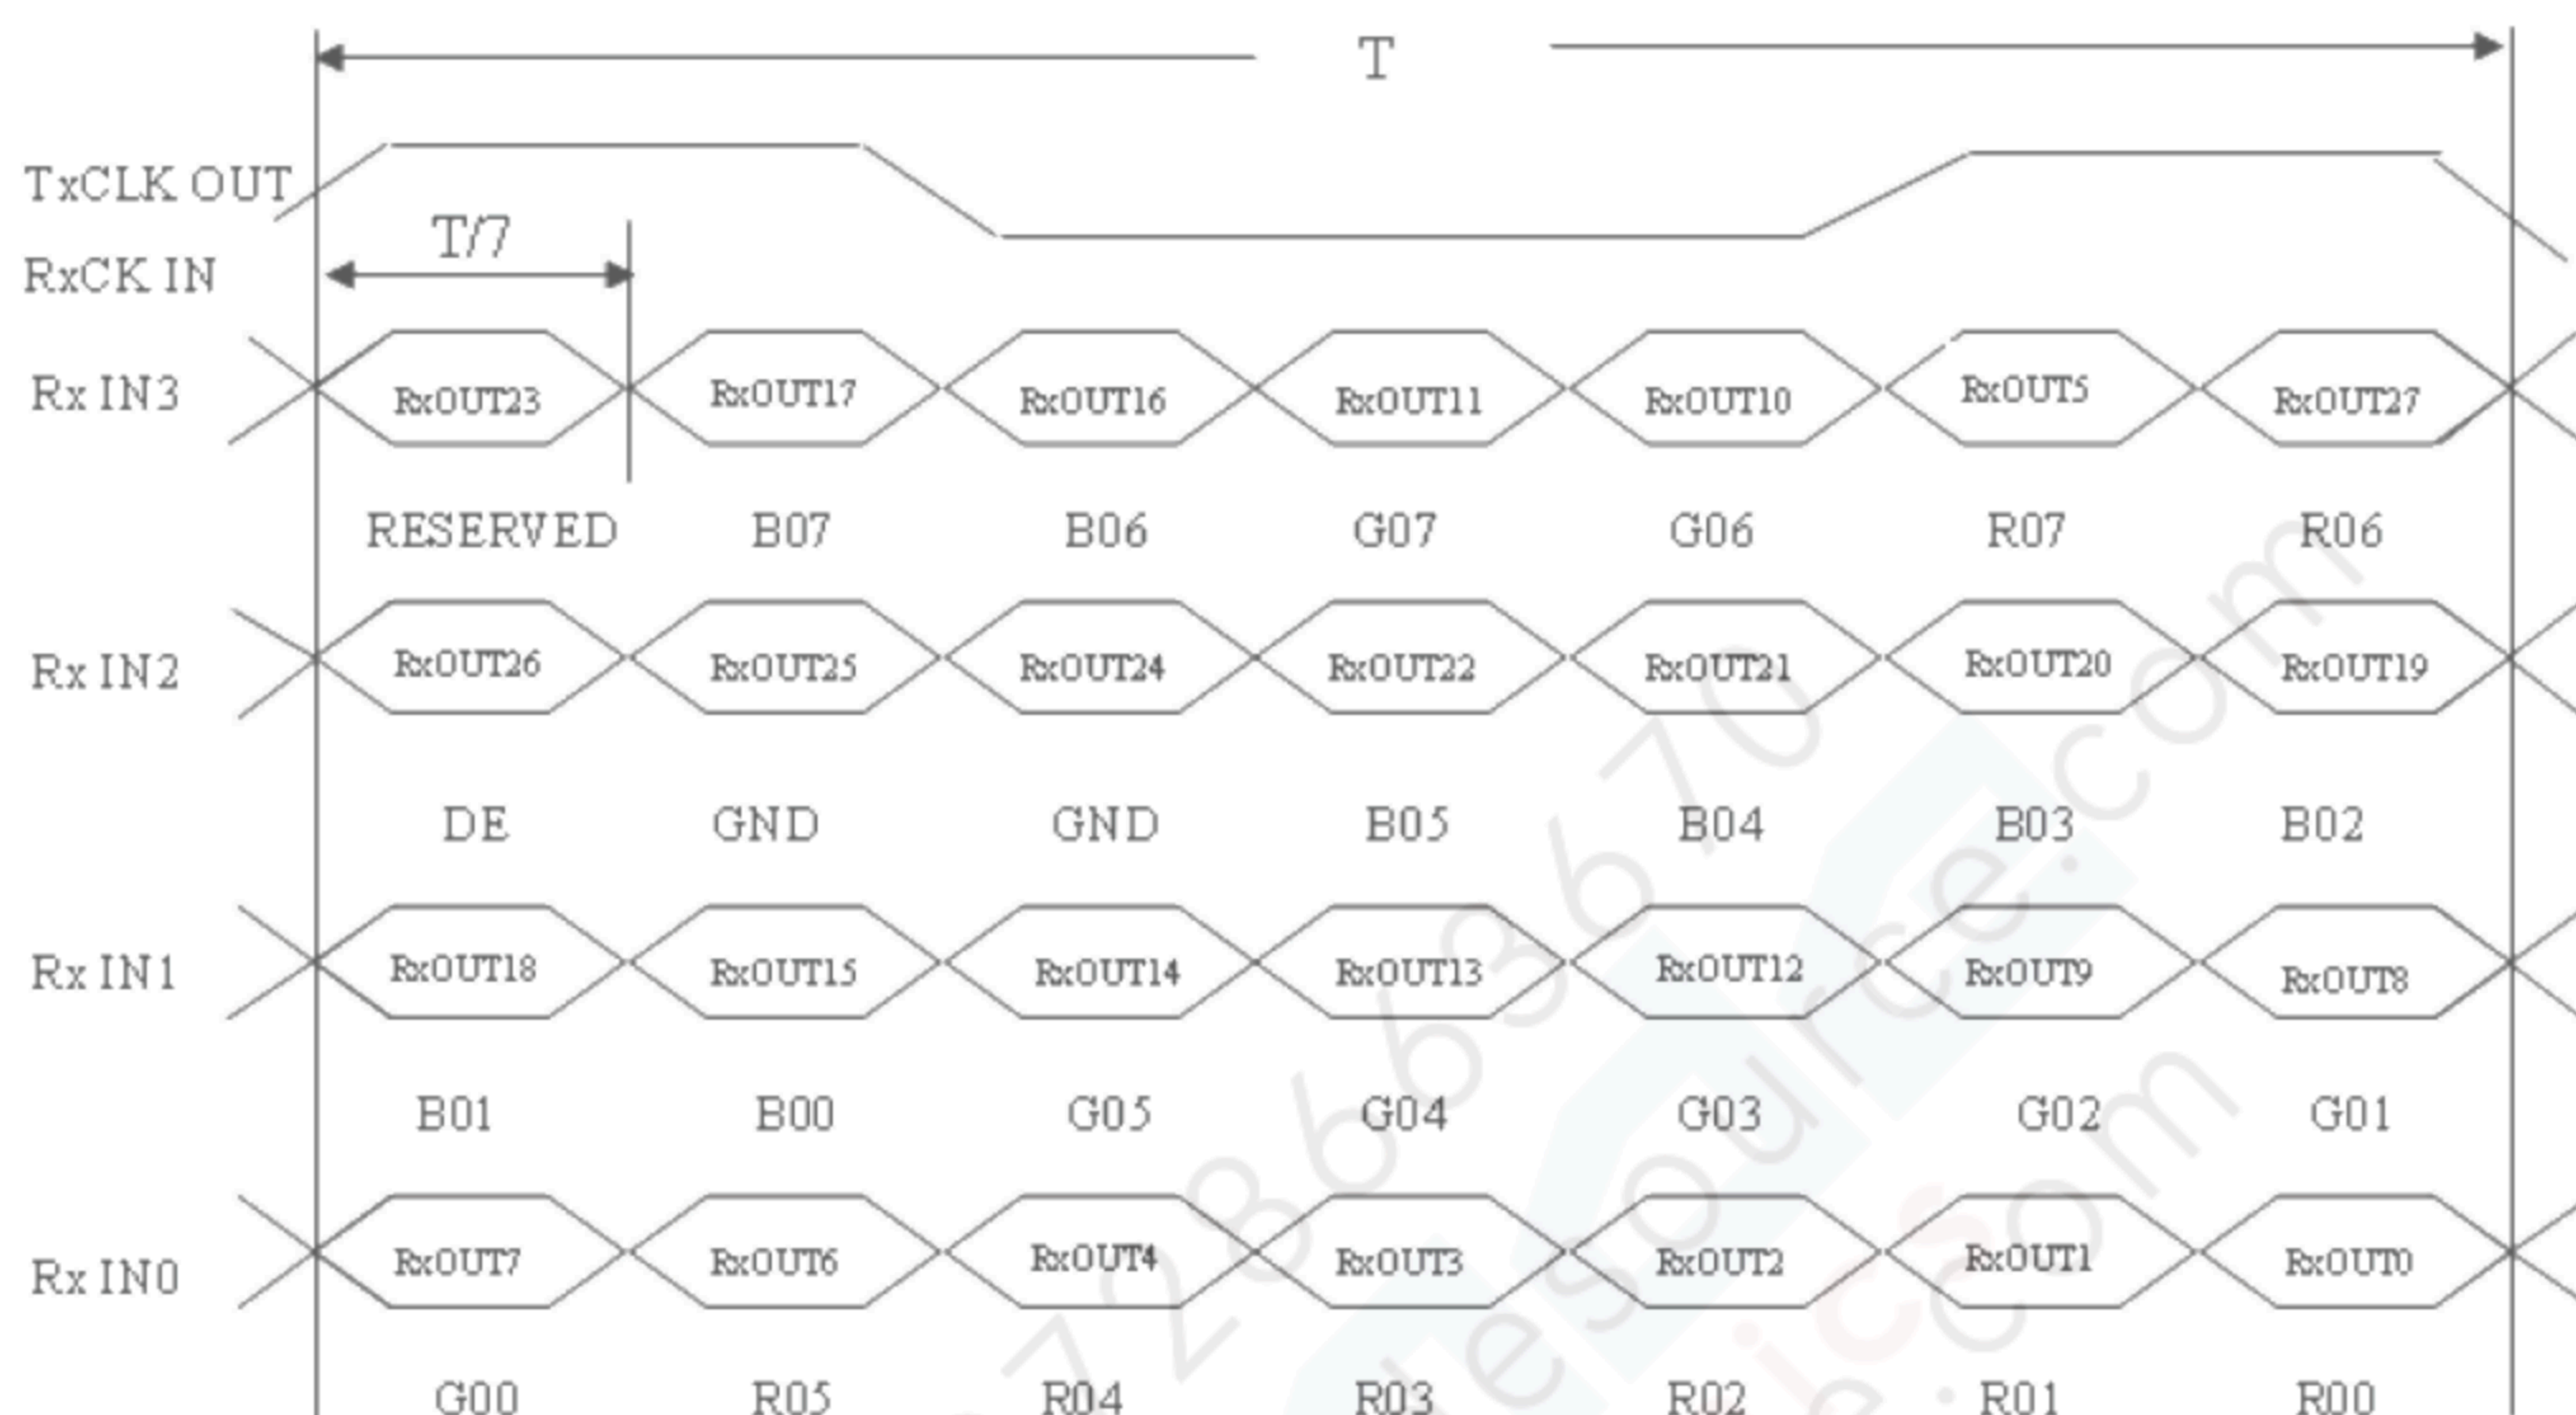 T
TxCLK OUT
T/7
RxCK IN
Rx IN3 RxOUT23 RxOUT17 RxOUT16 RxOUT11 RxOUT10 RxOUT5 RxOUT27
RESERVED B07 B06 G07 G06 R07 R06
Rx IN2 RxOUT26 RxOUT25 RxOUT24 RxOUT22 RxOUT21 RxOUT20 RxOUT19
DE GND GND B05 B04 B03 B02
Rx IN1 RxOUT18 RxOUT15 RxOUT14 RxOUT13 RxOUT12 RxOUT9 RxOUT8
B01 B00 G05 G04 G03 G02 G01
Rx IN0 RxOUT7 RxOUT6 RxOUT4 RxOUT3 RxOUT2 RxOUT1 RxOUT0
G00 R05 R04 R03 R02 R01 R00